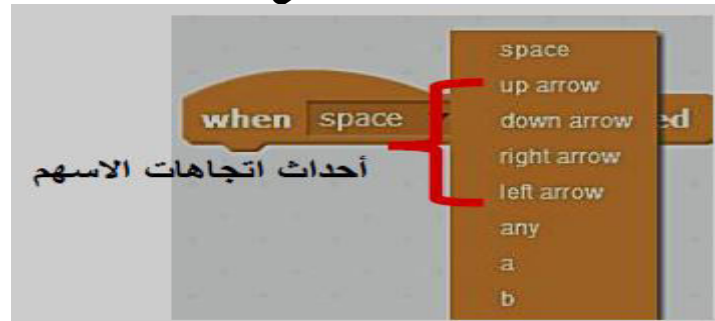 when space ed
space
up arrow
down arrow
right arrow
left arrow
any
a
b
أحداث اتجاهات الاسهم